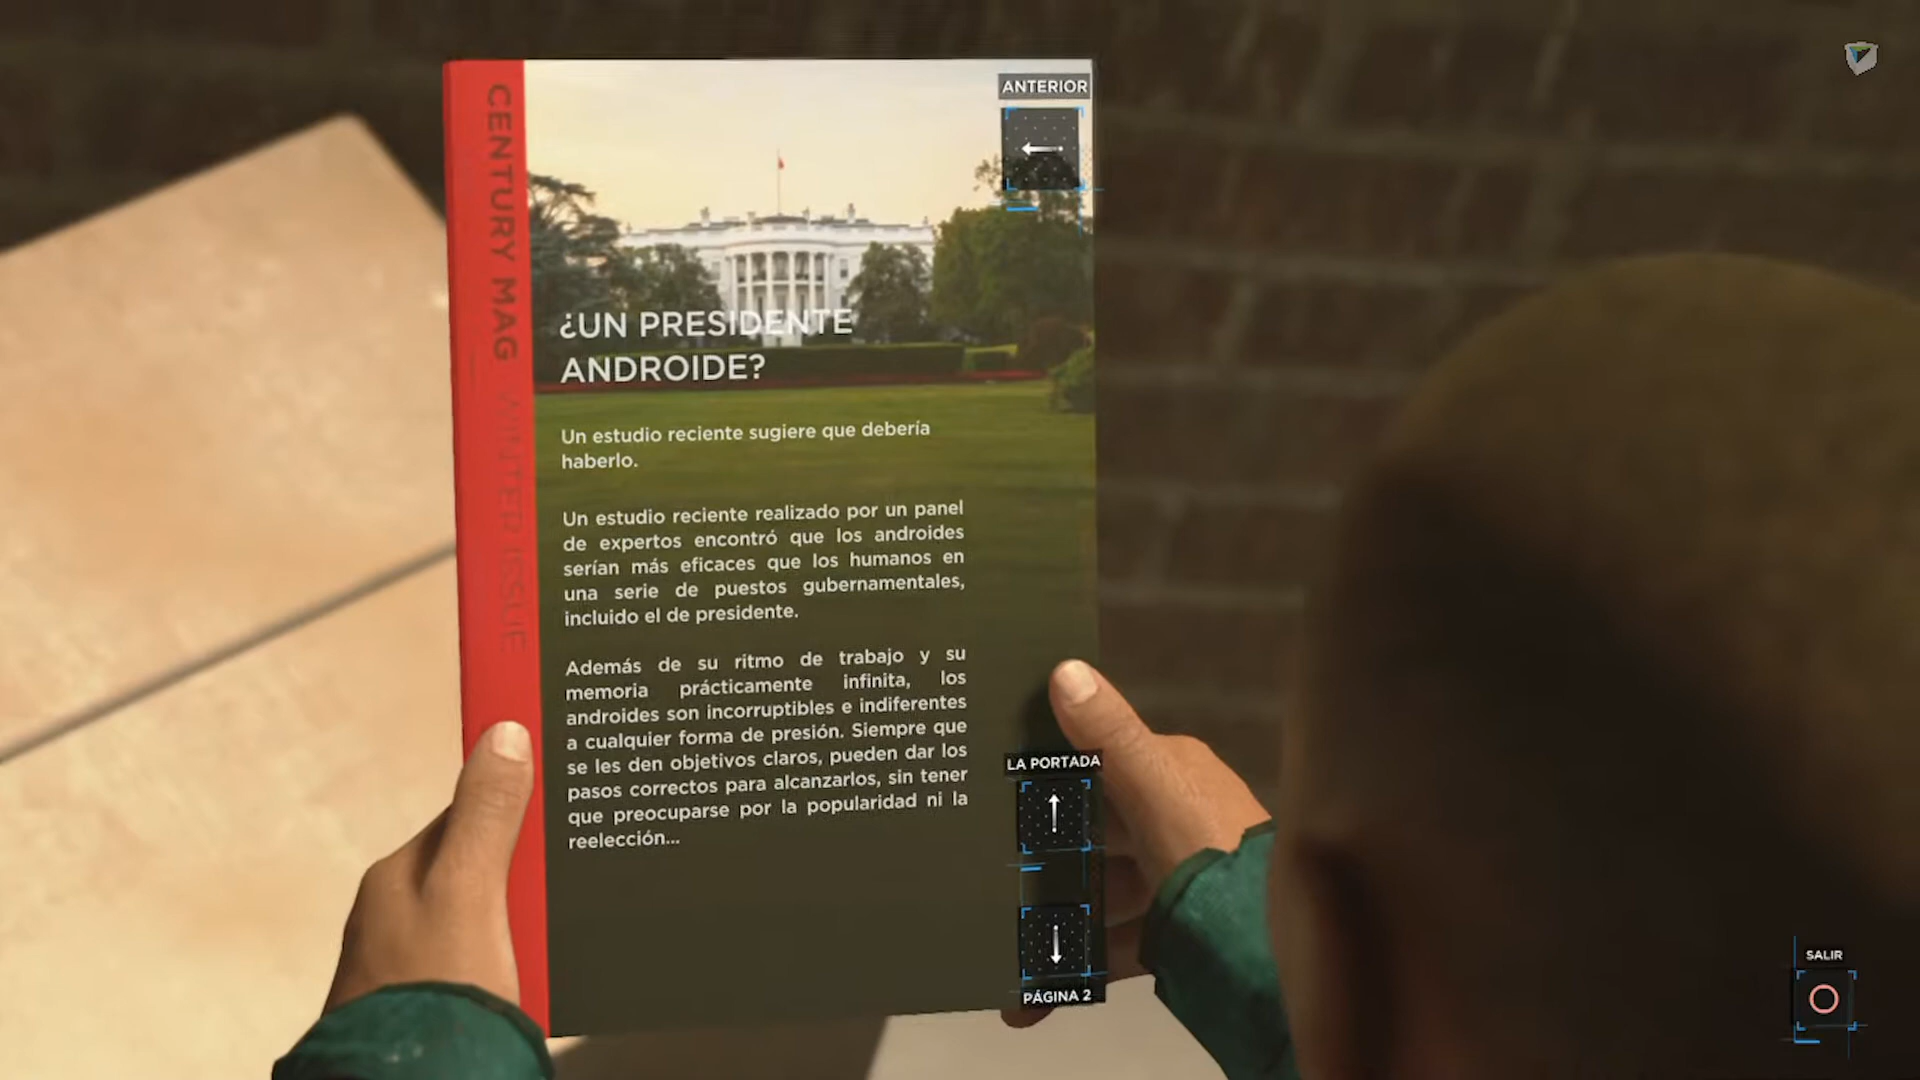 CENTURY MAG WINTER ISSUE
ANTERIOR
¿UN PRESIDENTE
ANDROIDE?
Un estudio reciente sugiere que debería
haberlo.
Un estudio reciente realizado por un panel
de expertos encontró que los androides
serían más eficaces que los humanos en
una serie de puestos gubernamentales,
incluido el de presidente.
Además de su ritmo de trabajo y su
memoria prácticamente infinita, los
androides son incorruptibles e indiferentes
a cualquier forma de presión. Siempre que
se les den objetivos claros, pueden dar los
pasos correctos para alcanzarlos, sin tener
que preocuparse por la popularidad ni la
reelección...
LA PORTADA
PÁGINA 2
SALIR